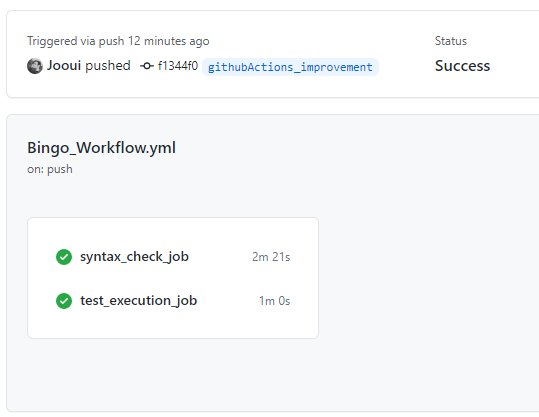 Triggered via push 12 minutes ago
Status
Jooui pushed f1344f0 githubActions_improvement
Success
Bingo_Workflow.yml
on: push
syntax_check_job 2m 21s
test_execution_job 1m 0s